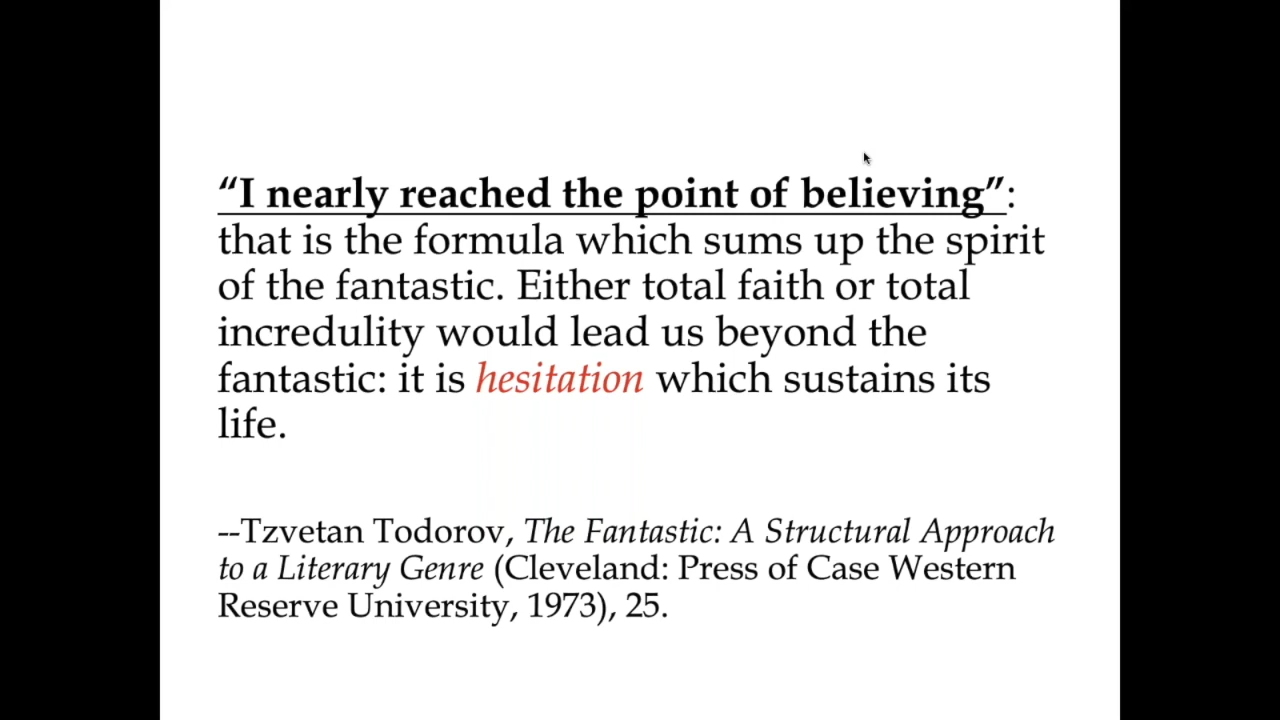 “I nearly reached the point of believing”:
that is the formula which sums up the spirit
of the fantastic. Either total faith or total
incredulity would lead us beyond the
fantastic: it is hesitation which sustains its
life.
--Tzvetan Todorov, The Fantastic: A Structural Approach
to a Literary Genre (Cleveland: Press of Case Western
Reserve University, 1973), 25.